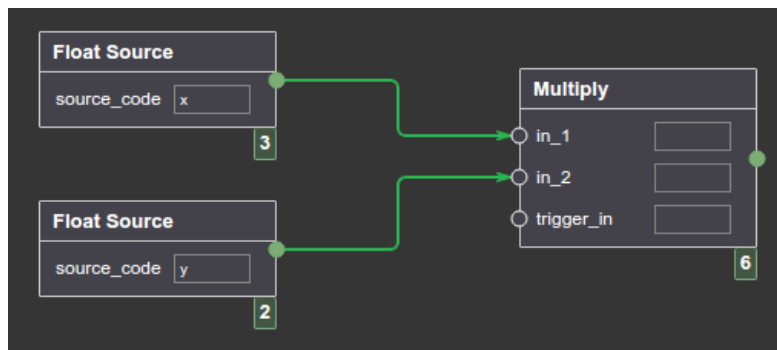 Float Source
source_code x
3
Float Source
source_code y
2
Multiply
in_1
in_2
trigger_in
6